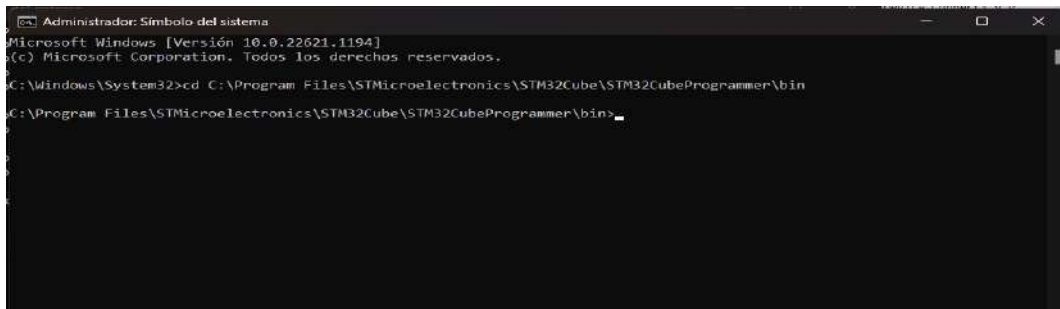 Administrador: Símbolo del sistema
Microsoft Windows [Versión 10.0.22621.1194]
(c) Microsoft Corporation. Todos los derechos reservados.
C:\Windows\System32>cd C:\Program Files\STMicroelectronics\STM32Cube\STM32CubeProgrammer\bin
C:\Program Files\STMicroelectronics\STM32Cube\STM32CubeProgrammer\bin>